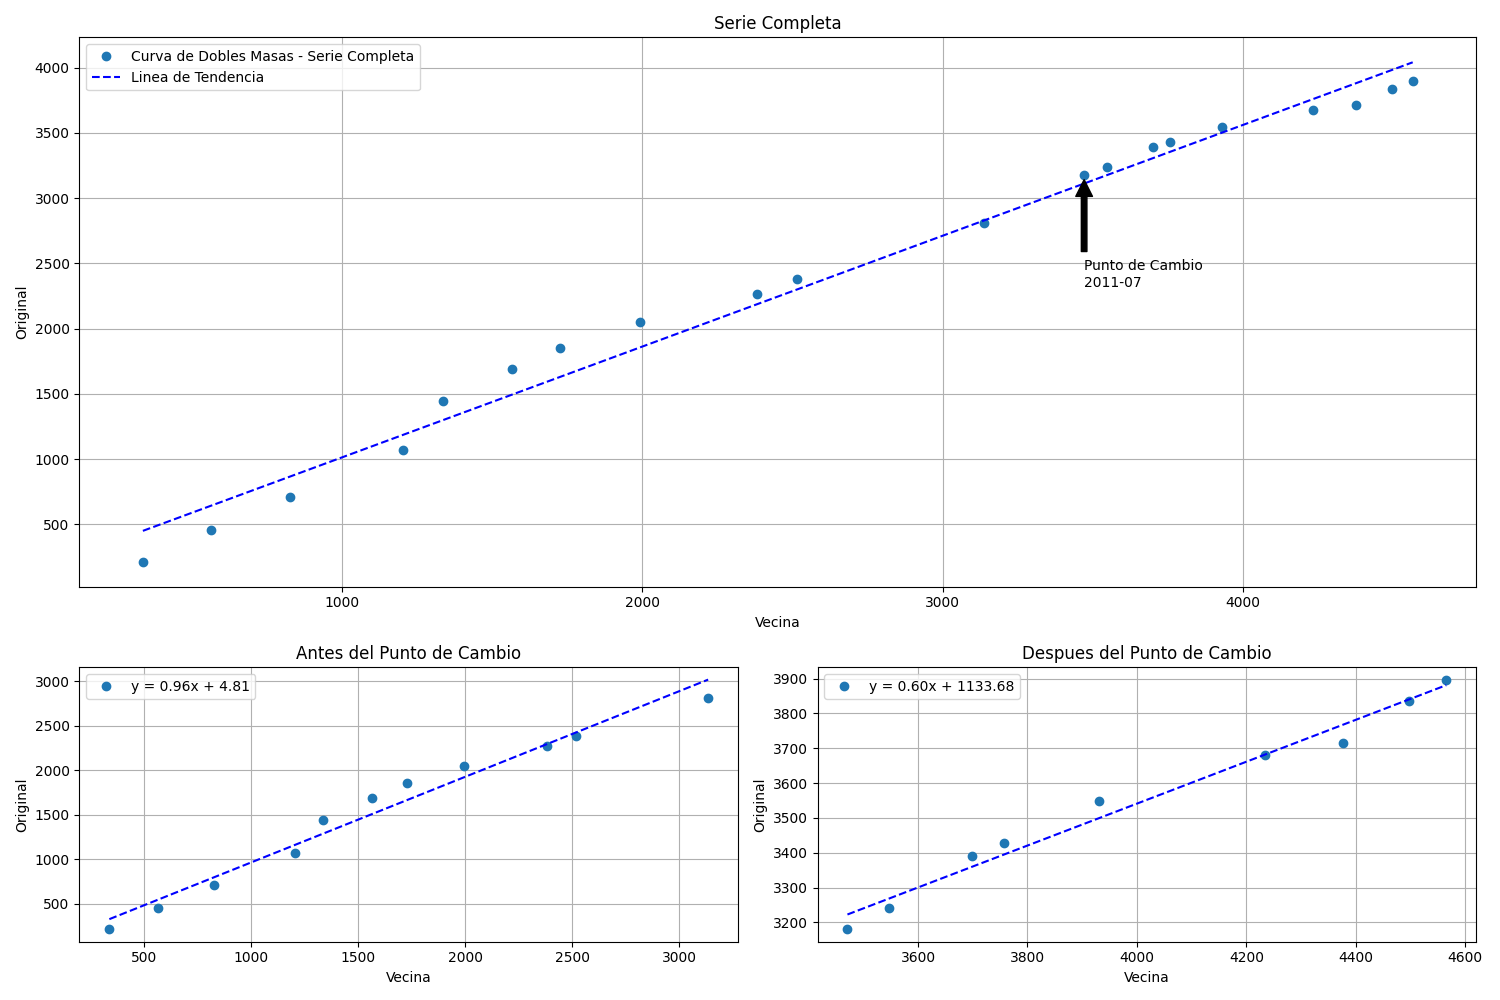 Serie Completa
Curva de Dobles Masas - Serie Completa
Linea de Tendencia
4000
3500
3000
2500
2000
1500
1000
500
Original
Punto de Cambio
2011-07
1000
2000
3000
4000
Vecina
Antes del Punto de Cambio
y = 0.96x + 4.81
3000
2500
2000
1500
1000
500
Original
500
1000
1500
2000
2500
3000
Vecina
Despues del Punto de Cambio
y = 0.60x + 1133.68
3900
3800
3700
3600
3500
3400
3300
3200
Original
3600
3800
4000
4200
4400
4600
Vecina